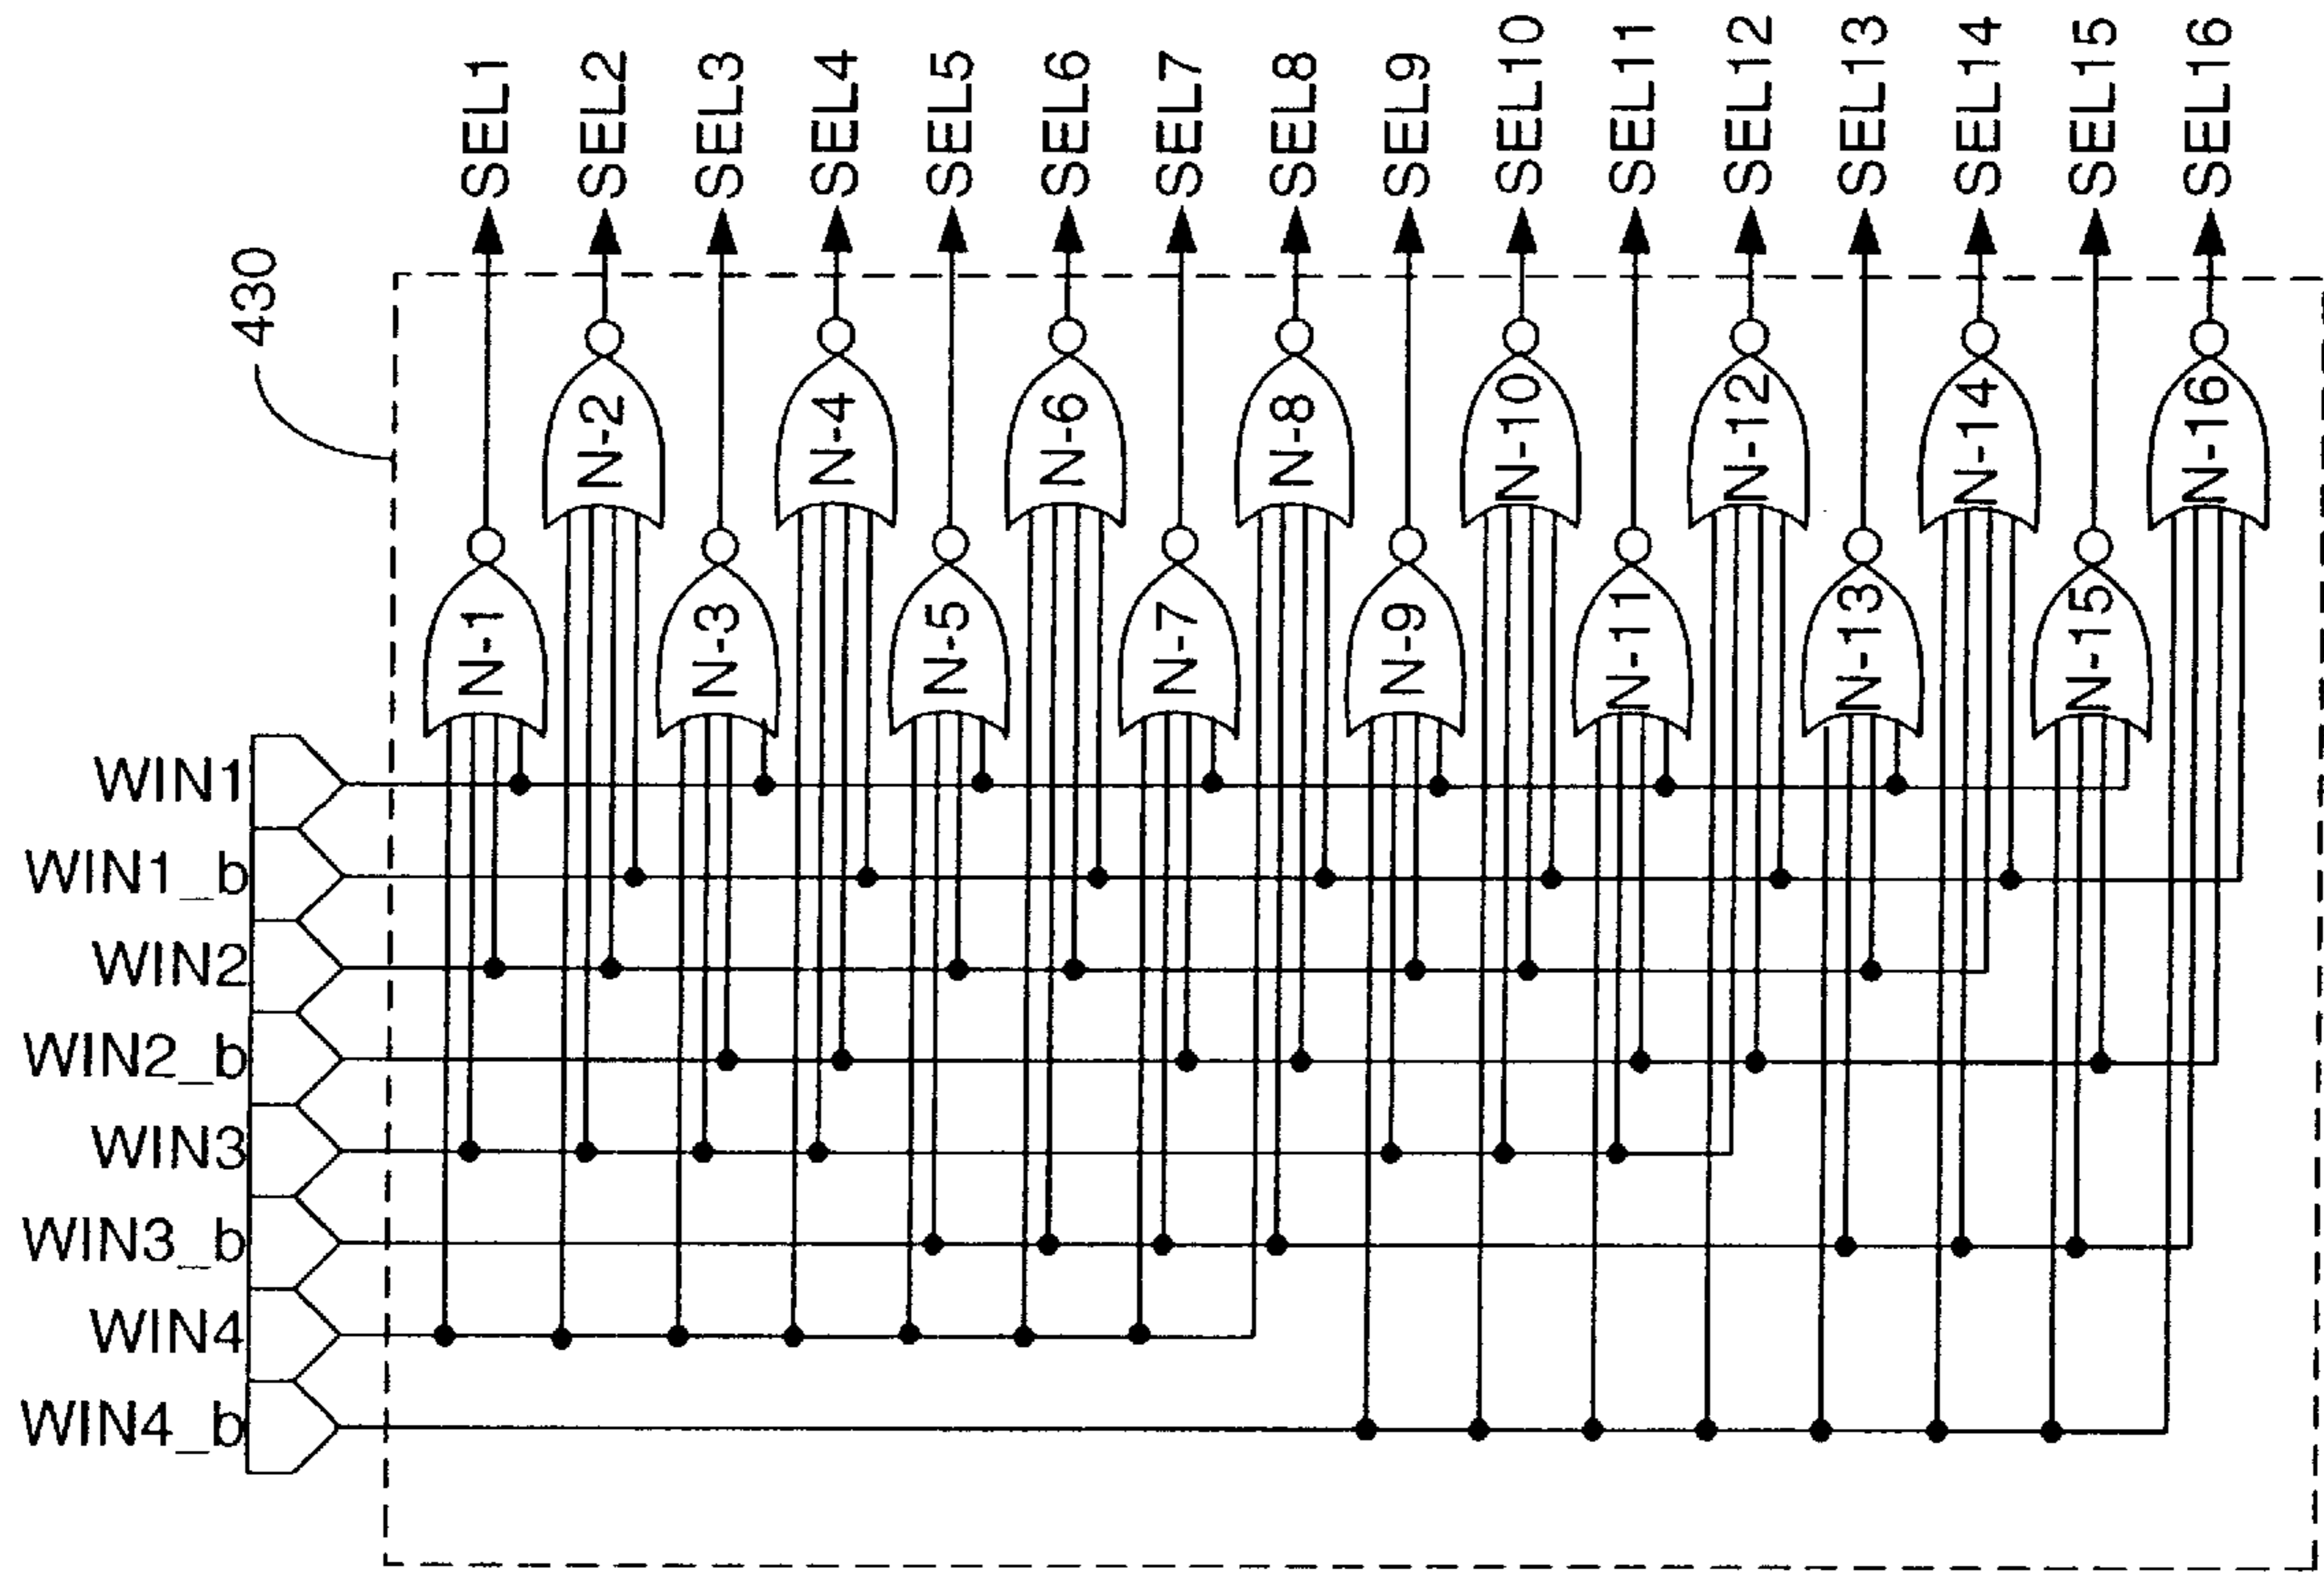 SEL1
SEL2
SEL3
SEL4
SEL5
SEL6
SEL7
SEL8
SEL9
SEL10
SEL11
SEL12
SEL13
SEL14
SEL15
SEL16
430
N-1
N-2
N-3
N-4
N-5
N-6
N-7
N-8
N-9
N-10
N-11
N-12
N-13
N-14
N-15
N-16
WIN1
WIN1_b
WIN2
WIN2_b
WIN3
WIN3_b
WIN4
WIN4_b